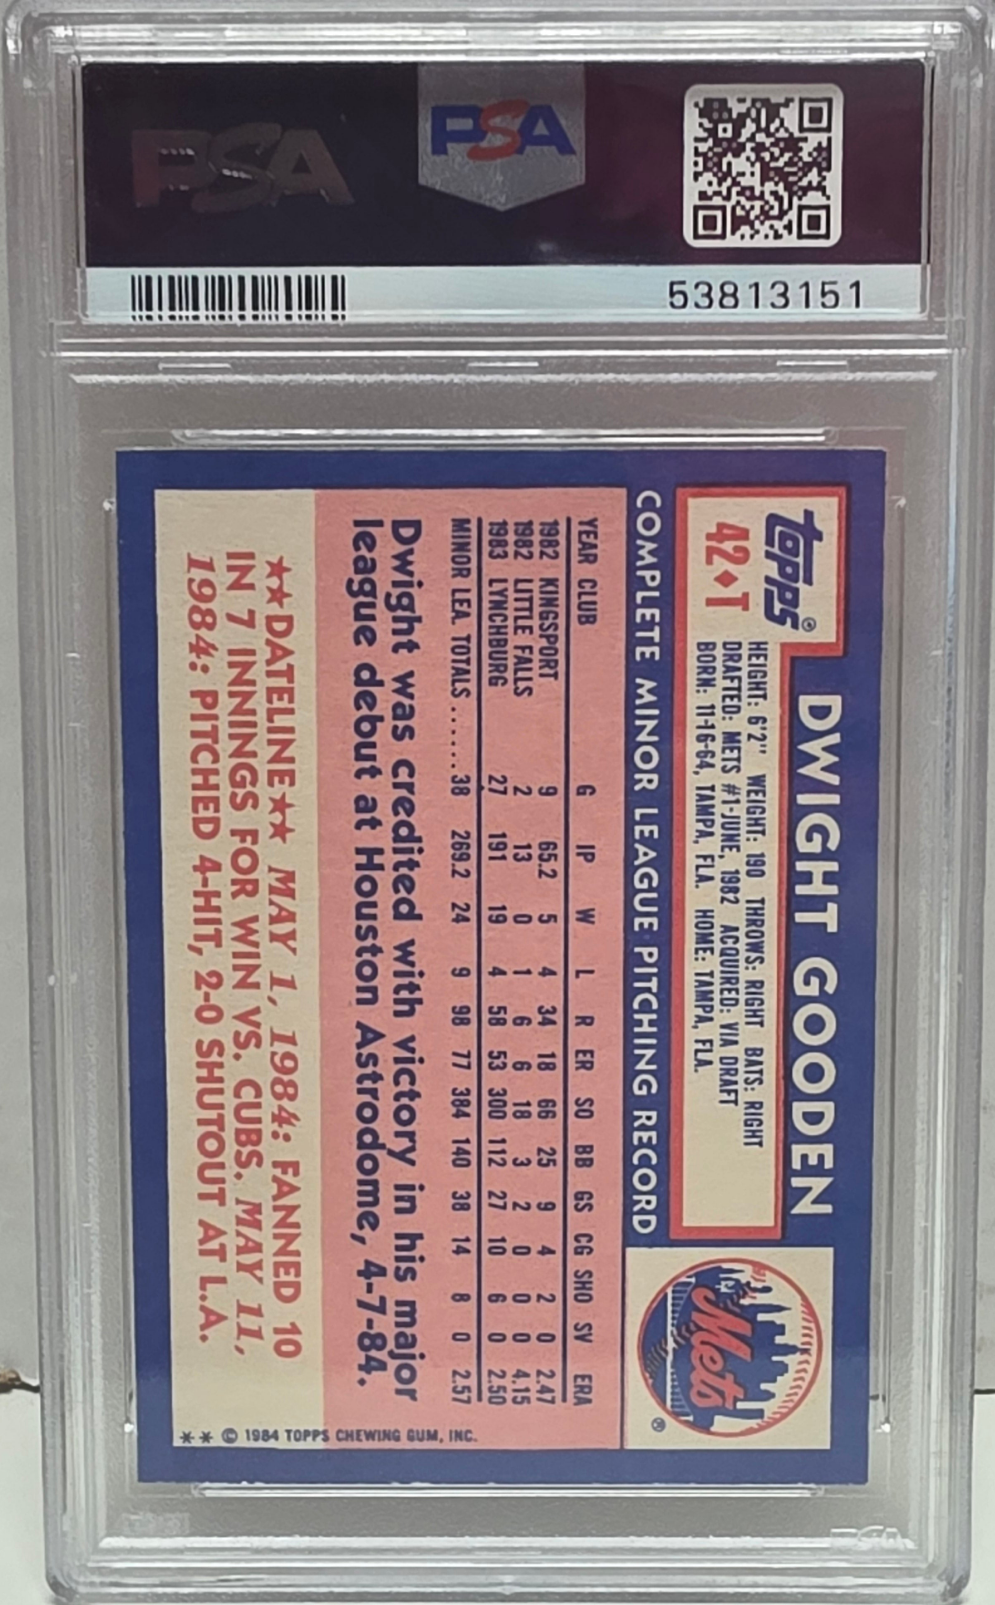 PSA
PSA
53813151
topps®
42♦T
DWIGHT GOODEN
HEIGHT: 6'2" WEIGHT: 190 THROWS: RIGHT BATS: RIGHT
DRAFTED: METS #1-JUNE, 1982 ACQUIRED: VIA DRAFT
BORN: 11-16-64, TAMPA, FLA. HOME: TAMPA, FLA.
Mets
®
COMPLETE MINOR LEAGUE PITCHING RECORD
YEAR CLUB G IP W L R ER SO BB GS CG SHO SV ERA
1982 KINGSPORT 9 65.2 5 4 34 18 66 25 9 4 2 0 2.47
1982 LITTLE FALLS 2 13 0 1 6 6 18 3 2 0 0 0 4.15
1983 LYNCHBURG 27 191 19 4 58 53 300 112 27 10 6 0 2.50
MINOR LEA. TOTALS......38 269.2 24 9 98 77 384 140 38 14 8 0 2.57
Dwight was credited with victory in his major
league debut at Houston Astrodome, 4-7-84.
★★DATELINE★★ MAY 1, 1984: FANNED 10
IN 7 INNINGS FOR WIN VS. CUBS. MAY 11,
1984: PITCHED 4-HIT, 2-0 SHUTOUT AT L.A.
** © 1984 TOPPS CHEWING GUM, INC.
PSA